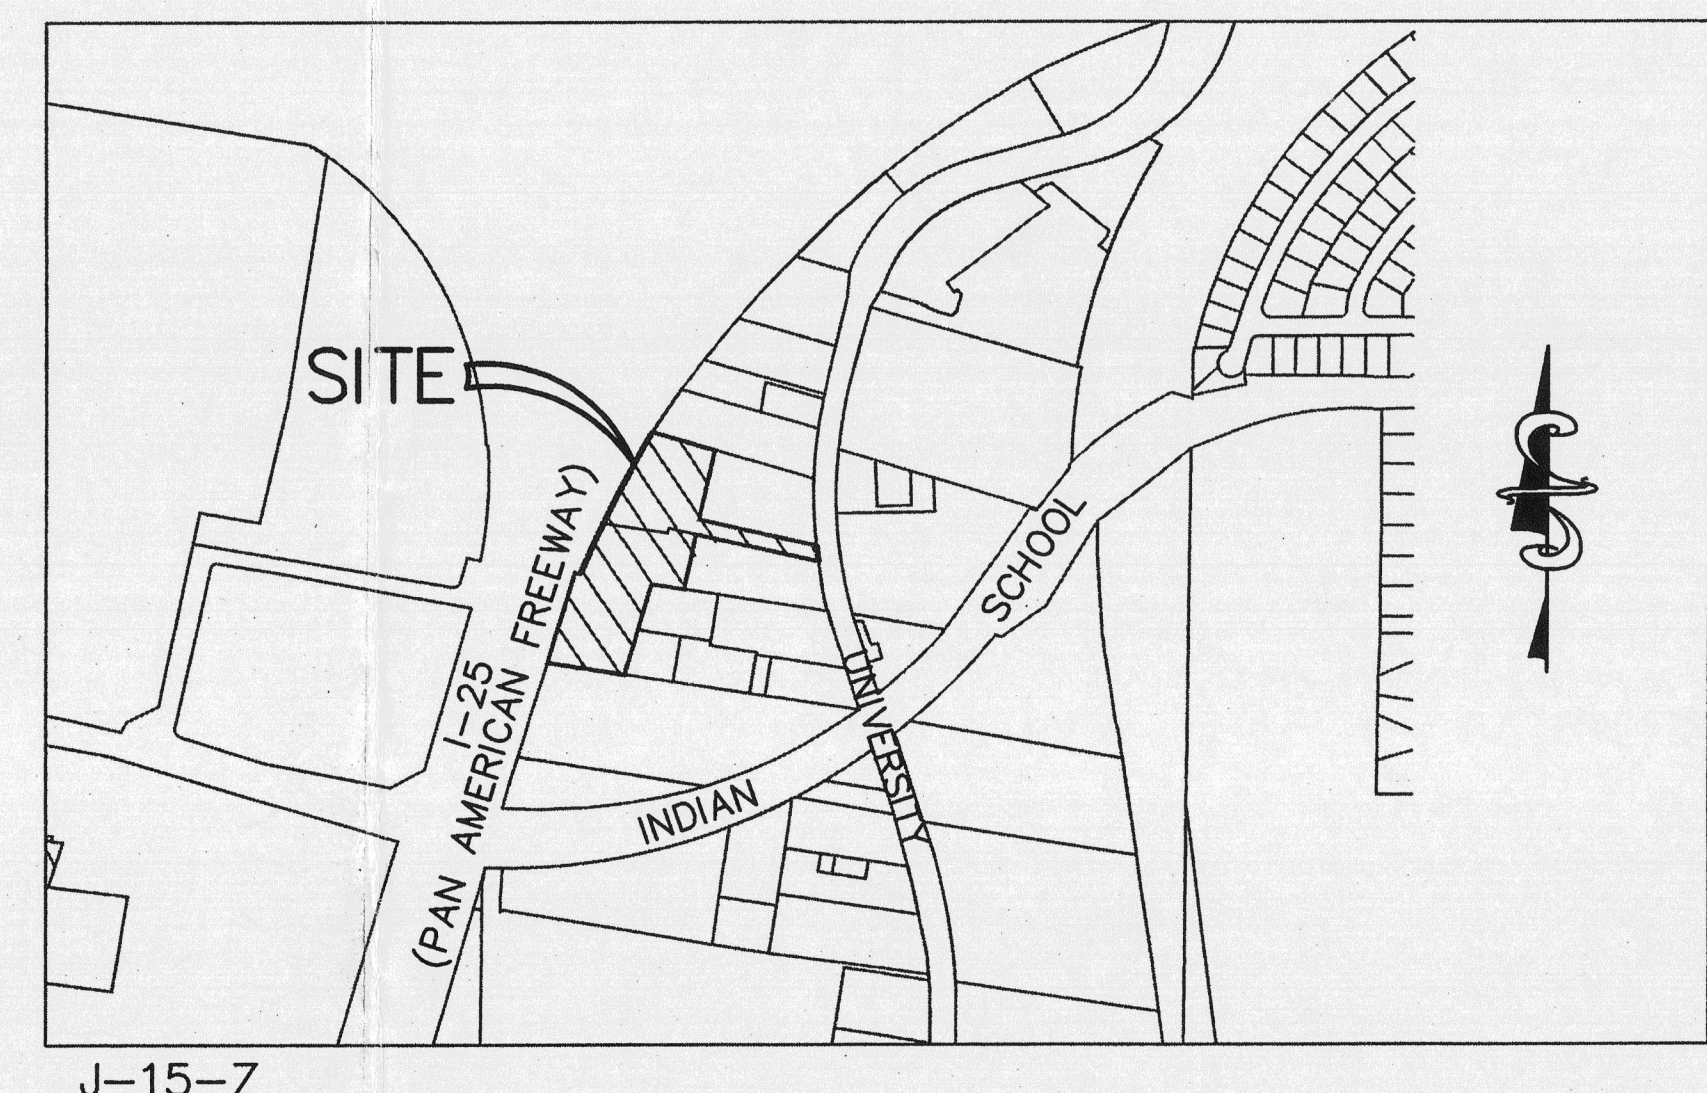 SITE
I-25
(PAN AMERICAN FREEWAY)
INDIAN
SCHOOL
UNIVERSITY
J-15-7